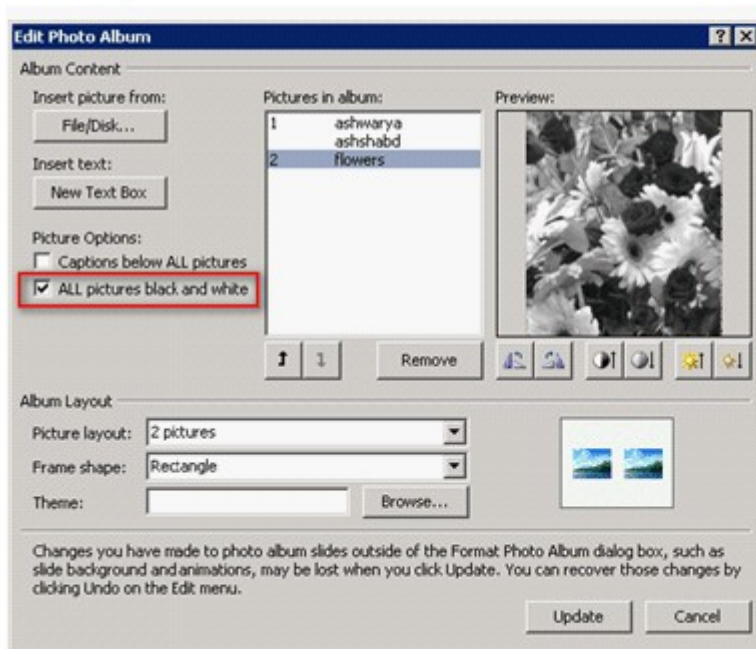 Edit Photo Album
Album Content
Insert picture from:
File/Disk...
Insert text:
New Text Box
Picture Options:
Captions below ALL pictures
ALL pictures black and white
Pictures in album:
1 ashwarya
ashshabd
2 flowers
Remove
Preview:
Album Layout
Picture layout: 2 pictures
Frame shape: Rectangle
Theme:
Browse...
Changes you have made to photo album slides outside of the Format Photo Album dialog box, such as
slide background and animations, may be lost when you click Update. You can recover those changes by
clicking Undo on the Edit menu.
Update
Cancel